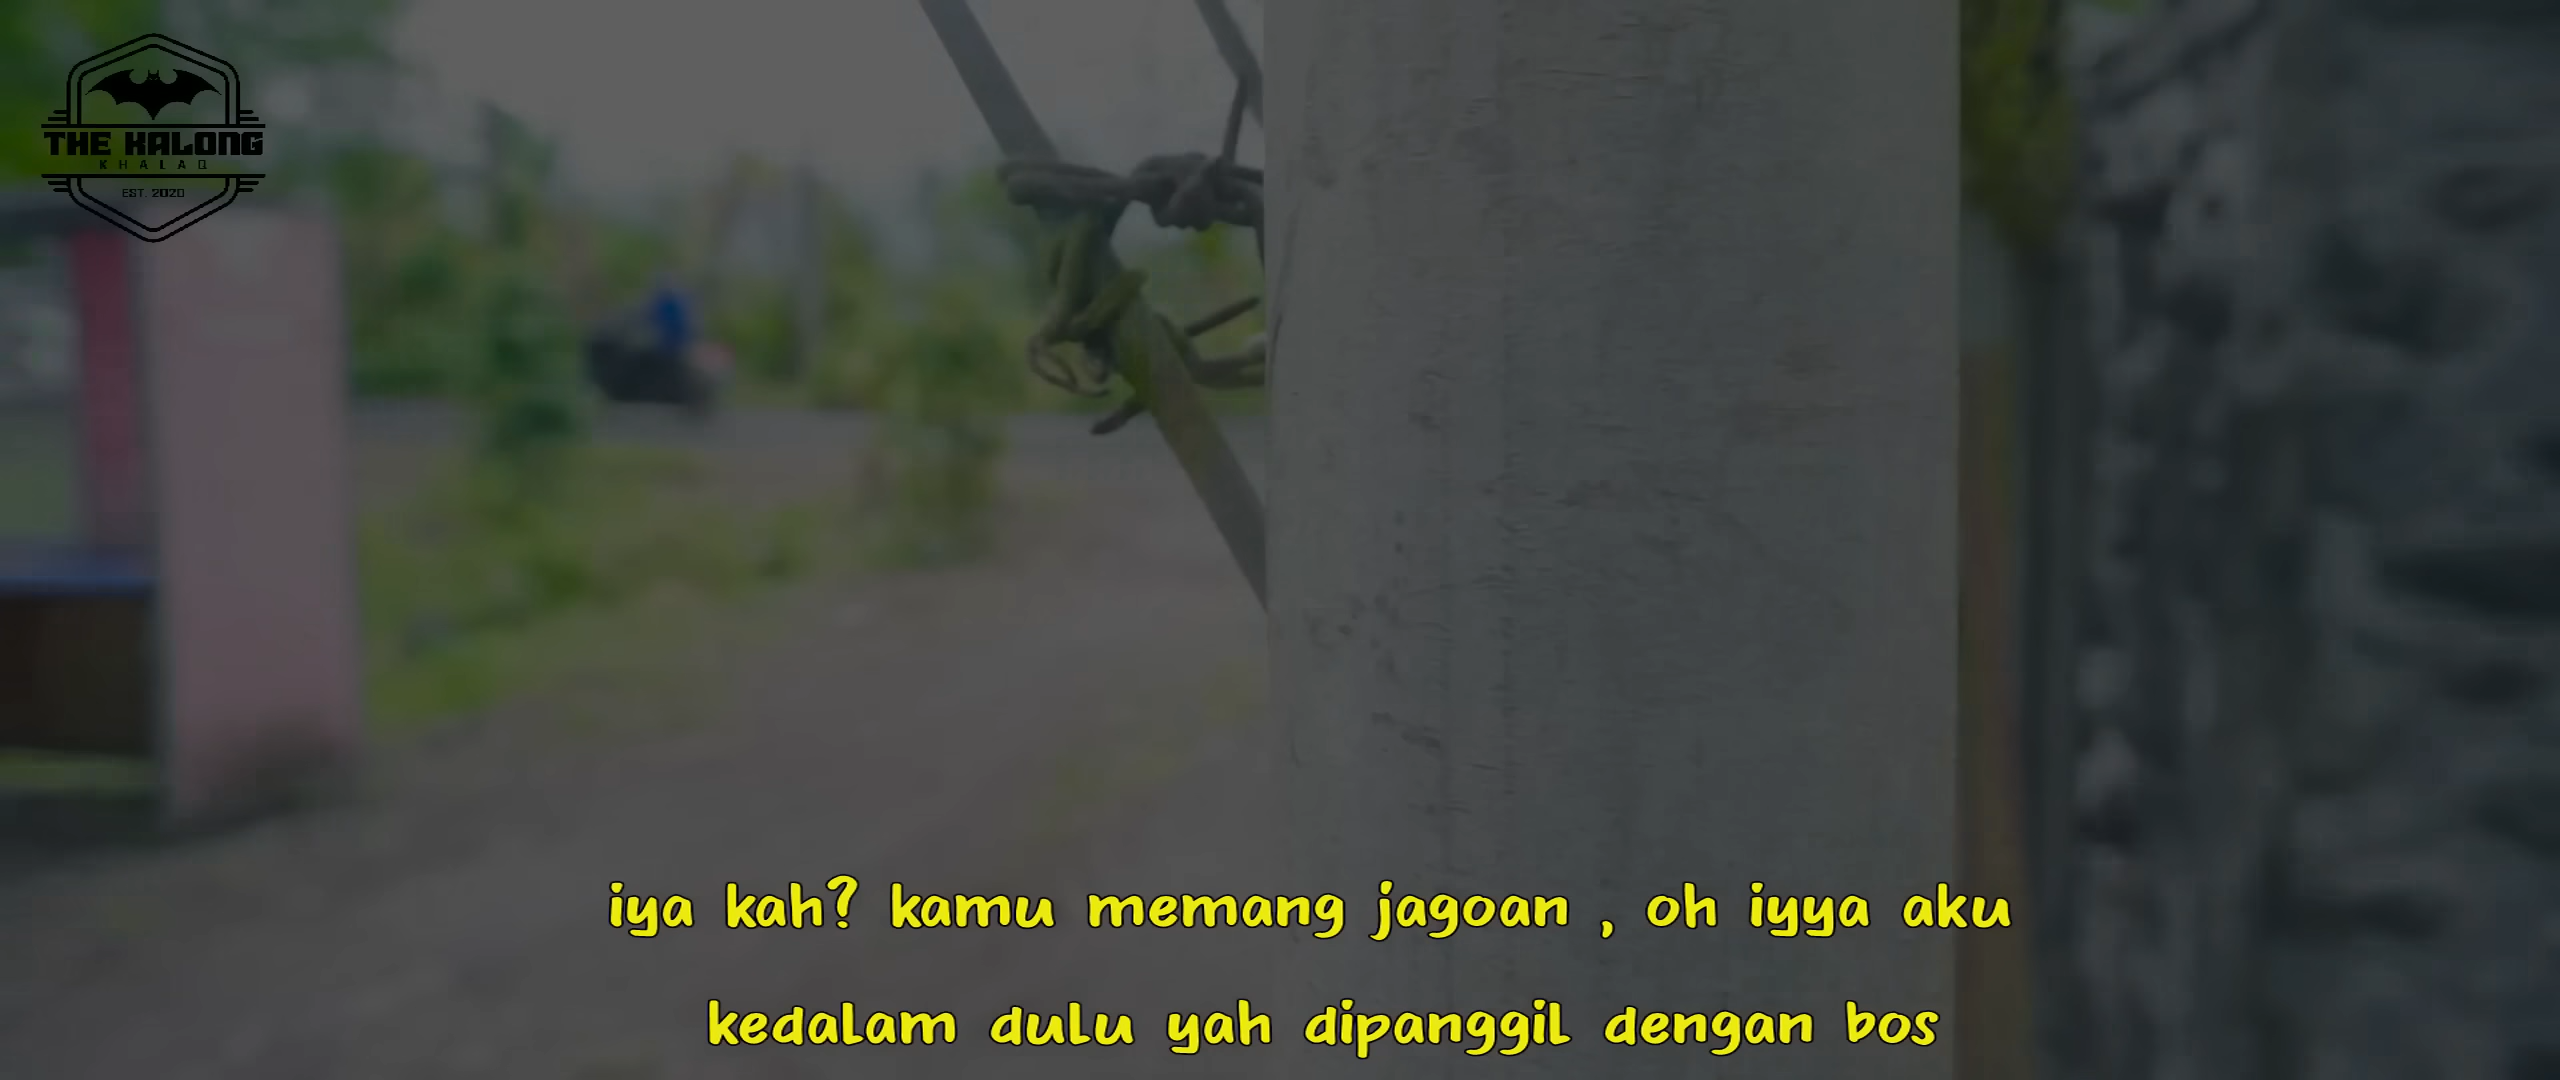 THE KALONG
KHALAQ
EST. 2020
iya kah? kamu memang jagoan , oh iyya aku
kedalam dulu yah dipanggil dengan bos